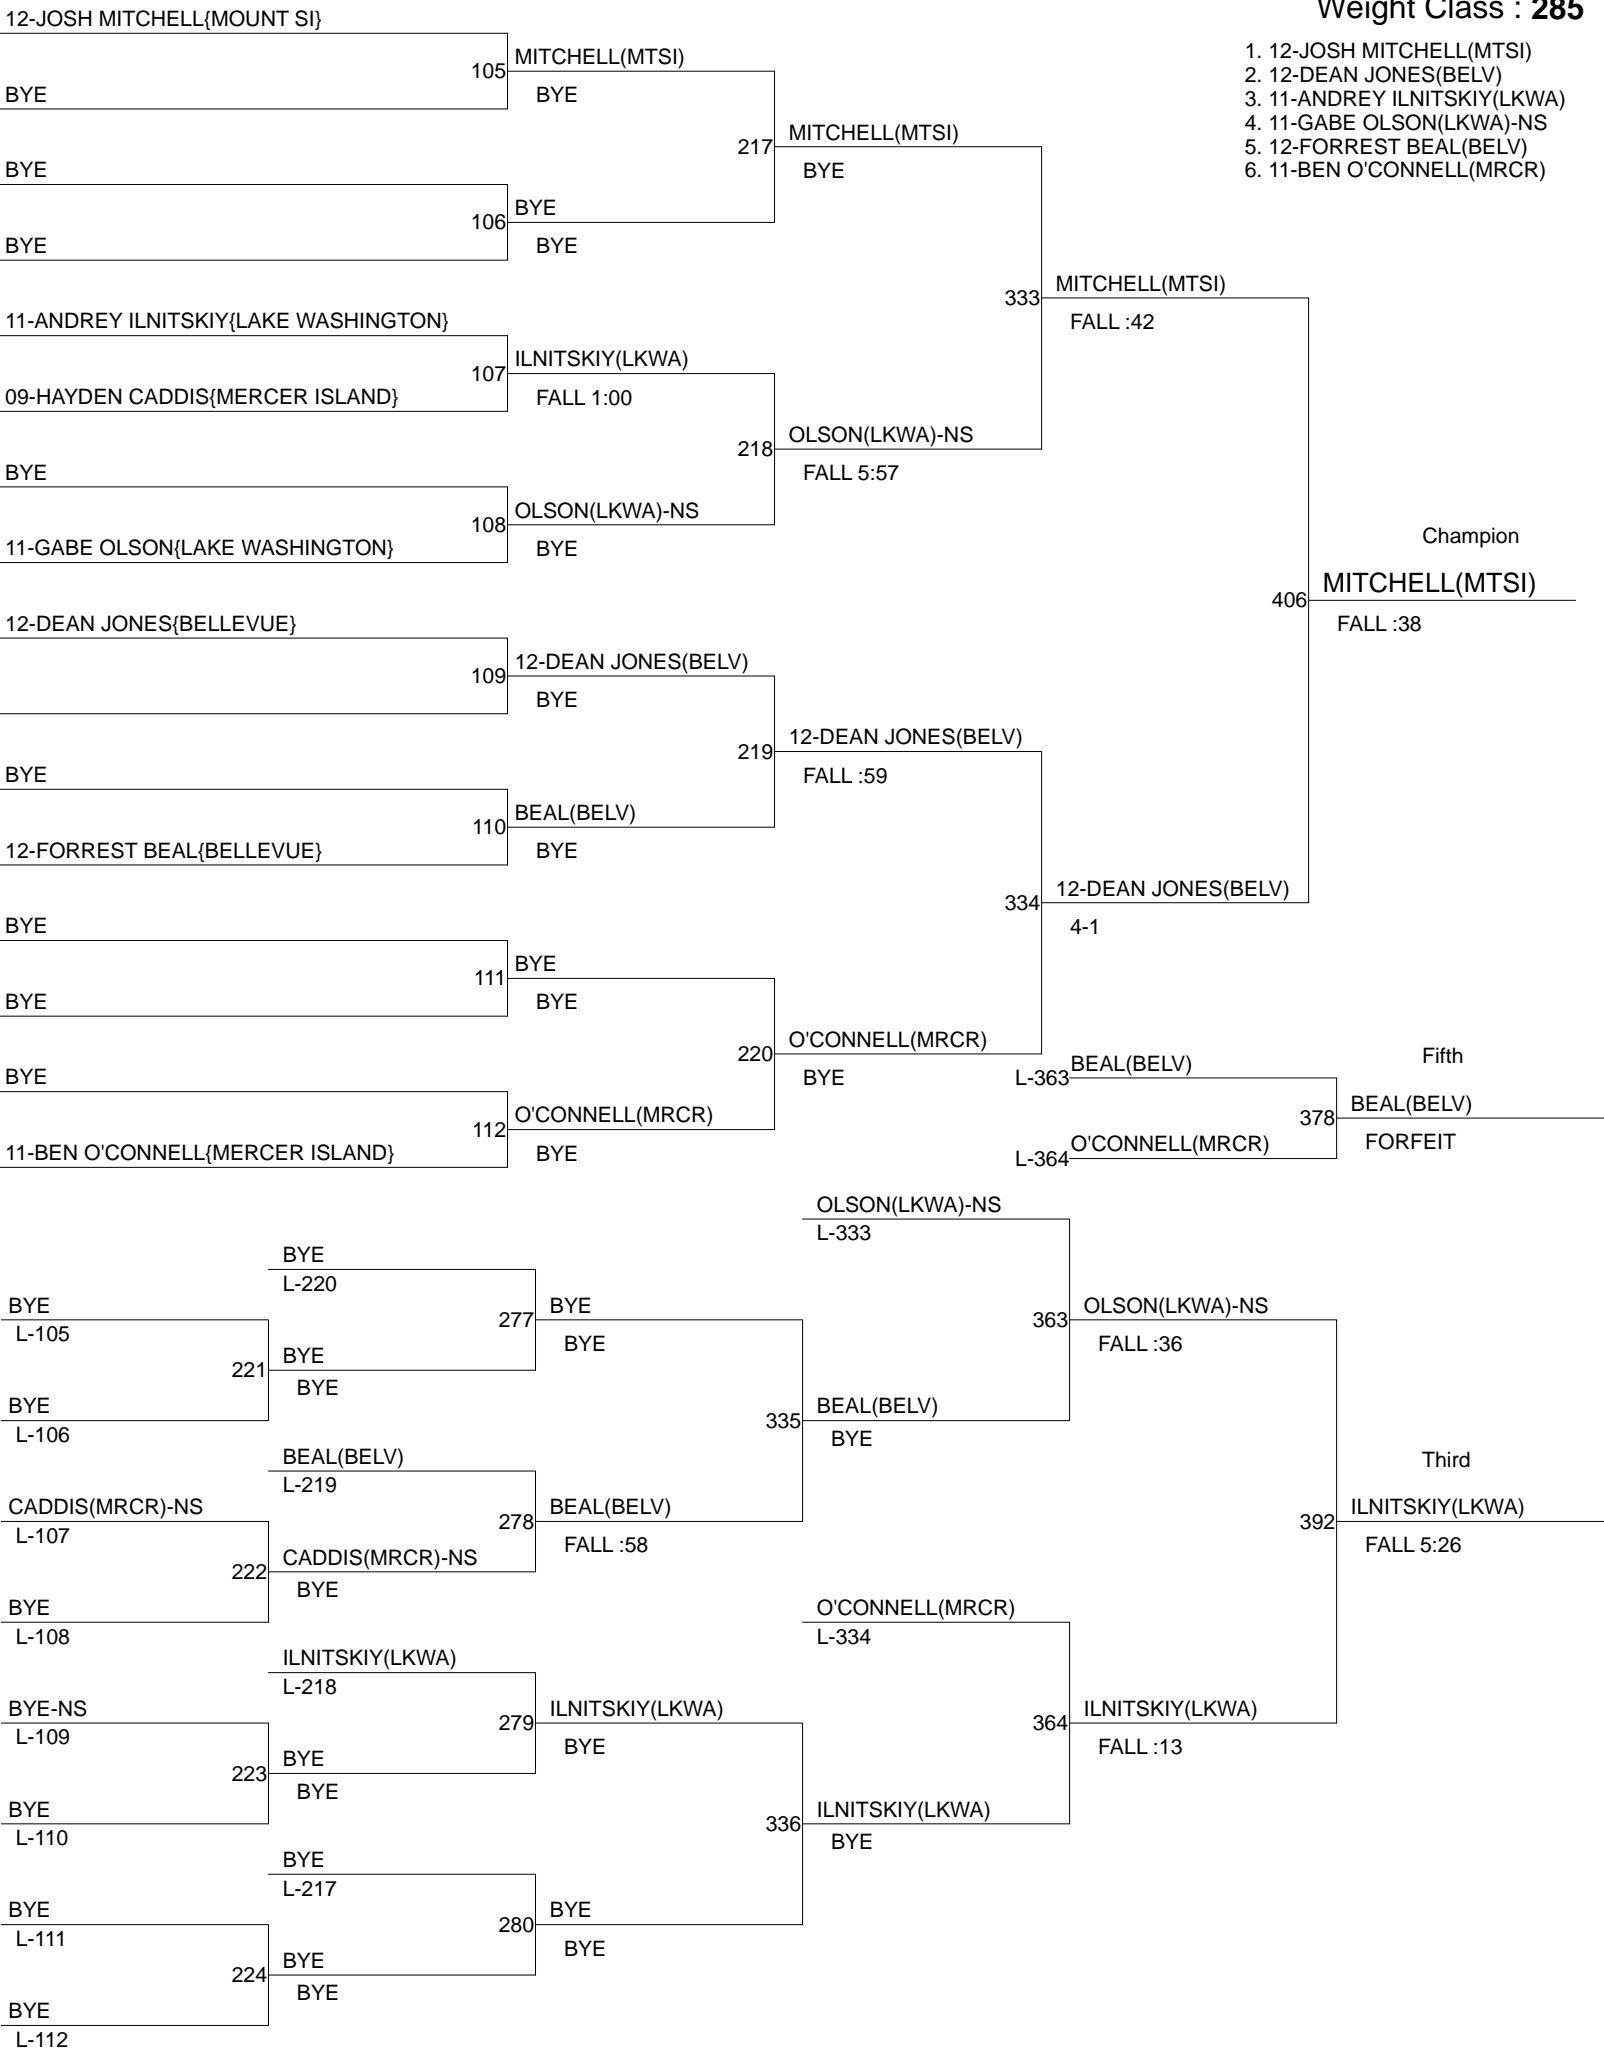 12-JOSH MITCHELL{MOUNT SI}
Weight Class : 285
105
MITCHELL(MTSI)
BYE
BYE
1. 12-JOSH MITCHELL(MTSI)
2. 12-DEAN JONES(BELV)
3. 11-ANDREY ILNITSKIY(LKWA)
4. 11-GABE OLSON(LKWA)-NS
5. 12-FORREST BEAL(BELV)
6. 11-BEN O'CONNELL(MRCR)
217
MITCHELL(MTSI)
BYE
BYE
106
BYE
BYE
BYE
333
MITCHELL(MTSI)
FALL :42
11-ANDREY ILNITSKIY{LAKE WASHINGTON}
107
ILNITSKIY(LKWA)
FALL 1:00
09-HAYDEN CADDIS{MERCER ISLAND}
218
OLSON(LKWA)-NS
FALL 5:57
BYE
108
OLSON(LKWA)-NS
BYE
11-GABE OLSON{LAKE WASHINGTON}
Champion
406
MITCHELL(MTSI)
FALL :38
12-DEAN JONES{BELLEVUE}
109
12-DEAN JONES(BELV)
BYE
219
12-DEAN JONES(BELV)
FALL :59
BYE
110
BEAL(BELV)
BYE
12-FORREST BEAL{BELLEVUE}
334
12-DEAN JONES(BELV)
4-1
BYE
111
BYE
BYE
BYE
220
O'CONNELL(MRCR)
BYE
BYE
112
O'CONNELL(MRCR)
BYE
11-BEN O'CONNELL{MERCER ISLAND}
Fifth
L-363
BEAL(BELV)
378
BEAL(BELV)
FORFEIT
L-364
O'CONNELL(MRCR)
OLSON(LKWA)-NS
L-333
BYE
L-220
BYE
L-105
277
BYE
BYE
363
OLSON(LKWA)-NS
FALL :36
221
BYE
BYE
BYE
L-106
335
BEAL(BELV)
BYE
BEAL(BELV)
L-219
Third
CADDIS(MRCR)-NS
L-107
278
BEAL(BELV)
FALL :58
392
ILNITSKIY(LKWA)
FALL 5:26
222
CADDIS(MRCR)-NS
BYE
BYE
L-108
O'CONNELL(MRCR)
L-334
ILNITSKIY(LKWA)
L-218
BYE-NS
L-109
279
ILNITSKIY(LKWA)
BYE
364
ILNITSKIY(LKWA)
FALL :13
223
BYE
BYE
BYE
L-110
336
ILNITSKIY(LKWA)
BYE
BYE
L-217
BYE
L-111
280
BYE
BYE
224
BYE
BYE
BYE
L-112